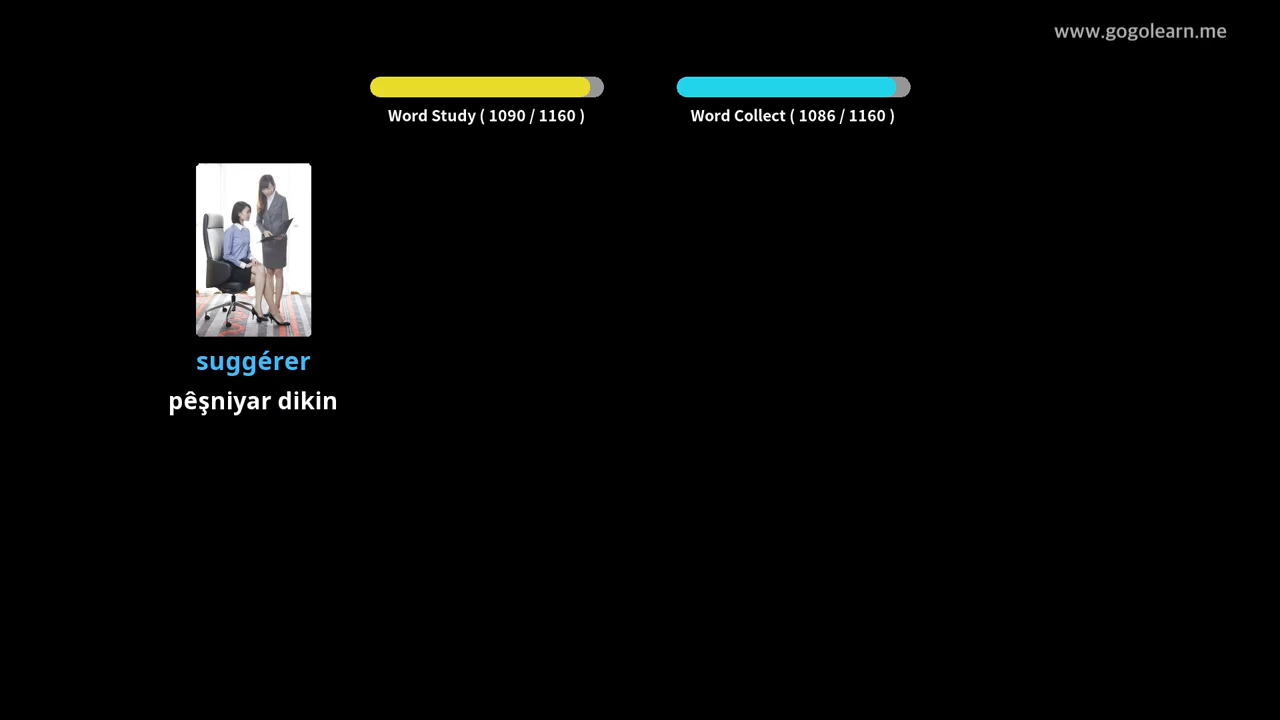 www.gogolearn.me
Word Study ( 1090 / 1160 )
Word Collect ( 1086 / 1160 )
suggérer
pêşniyar dikin